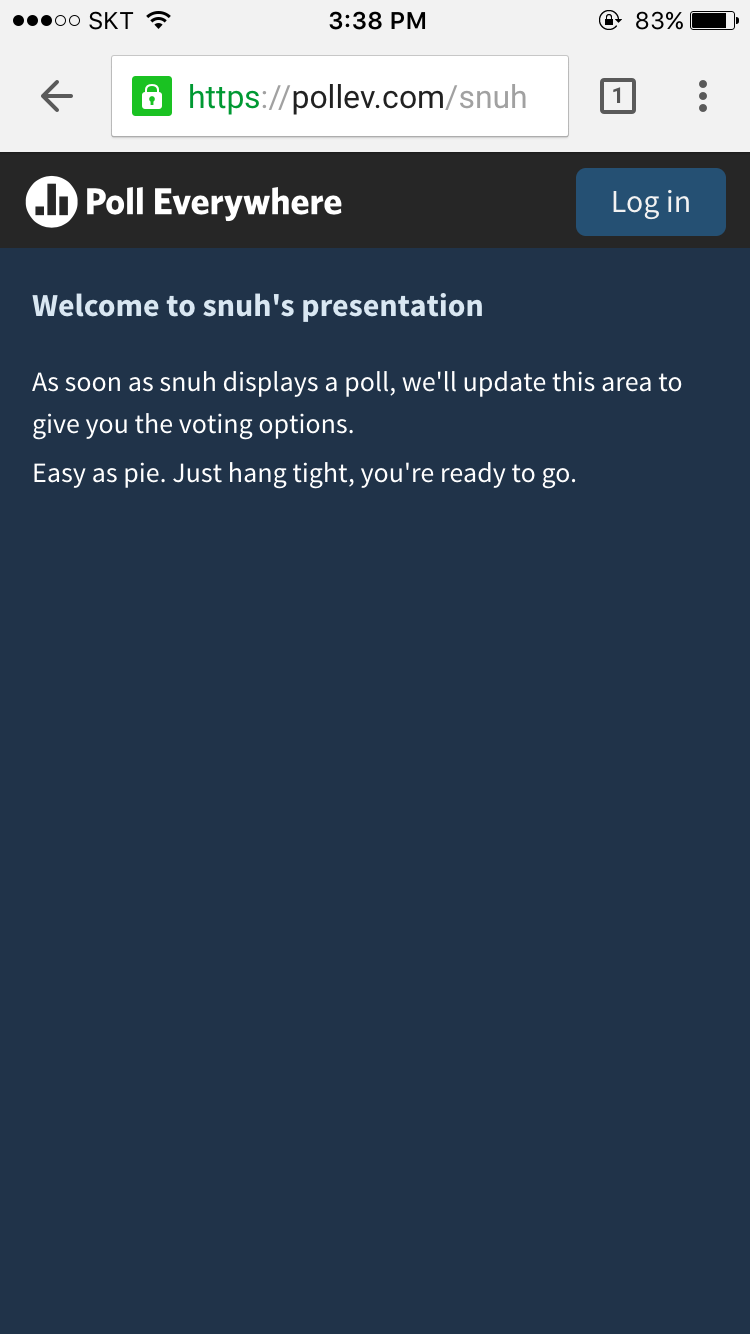 SKT 3:38 PM 83%
https://pollev.com/snuh 1
Poll Everywhere Log in
Welcome to snuh's presentation
As soon as snuh displays a poll, we'll update this area to
give you the voting options.
Easy as pie. Just hang tight, you're ready to go.